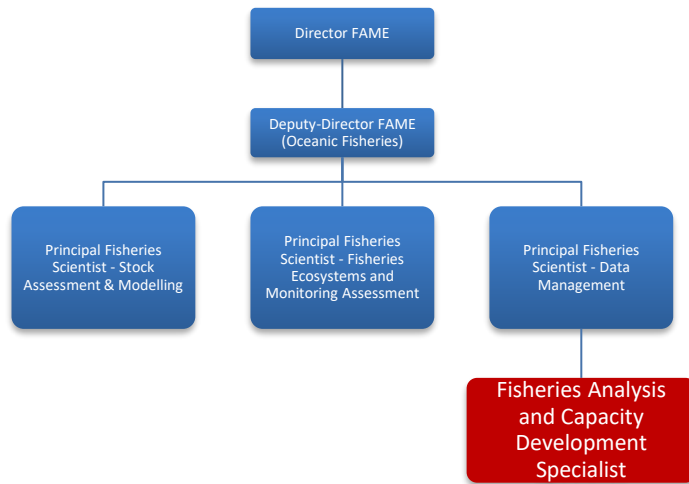 Director FAME
Deputy-Director FAME
(Oceanic Fisheries)
Principal Fisheries
Scientist - Stock
Assessment & Modelling
Principal Fisheries
Scientist - Fisheries
Ecosystems and
Monitoring Assessment
Principal Fisheries
Scientist - Data
Management
Fisheries Analysis
and Capacity
Development
Specialist